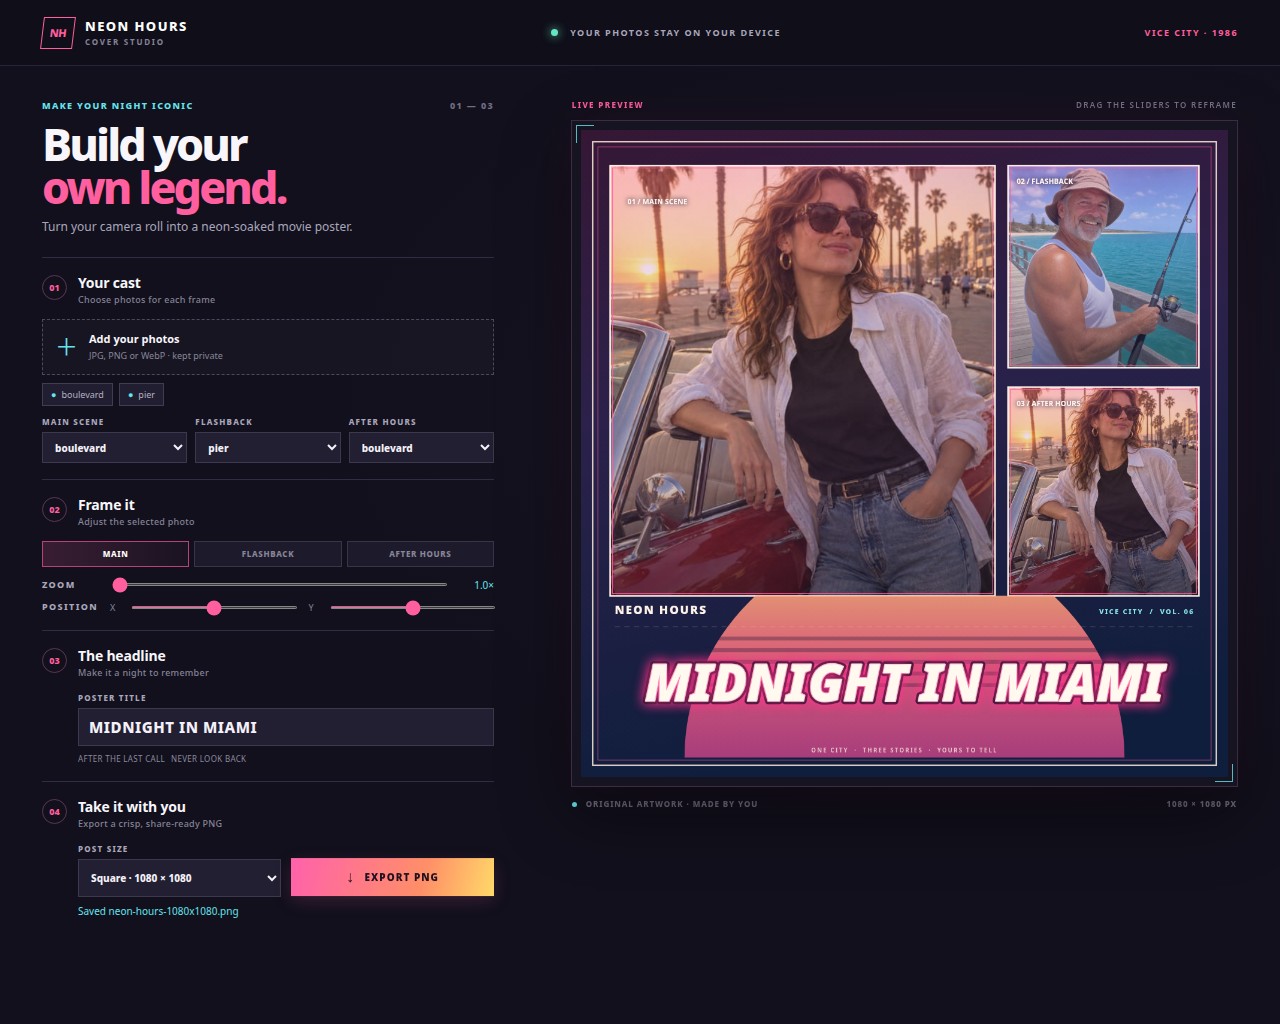 NH
NEON HOURS
COVER STUDIO
YOUR PHOTOS STAY ON YOUR DEVICE
VICE CITY · 1986
MAKE YOUR NIGHT ICONIC
01 — 03
Build your
own legend.
Turn your camera roll into a neon-soaked movie poster.
01
Your cast
Choose photos for each frame
Add your photos
JPG, PNG or WebP · kept private
boulevard
pier
MAIN SCENE
FLASHBACK
AFTER HOURS
boulevard
pier
boulevard
02
Frame it
Adjust the selected photo
MAIN
FLASHBACK
AFTER HOURS
ZOOM
1.0×
POSITION
X
Y
03
The headline
Make it a night to remember
POSTER TITLE
MIDNIGHT IN MIAMI
AFTER THE LAST CALL NEVER LOOK BACK
04
Take it with you
Export a crisp, share-ready PNG
POST SIZE
Square · 1080 × 1080
↓ EXPORT PNG
Saved neon-hours-1080x1080.png
LIVE PREVIEW
DRAG THE SLIDERS TO REFRAME
01 / MAIN SCENE
02 / FLASHBACK
03 / AFTER HOURS
NEON HOURS
VICE CITY / VOL. 06
MIDNIGHT IN MIAMI
ONE CITY · THREE STORIES · YOURS TO TELL
ORIGINAL ARTWORK · MADE BY YOU
1080 × 1080 PX